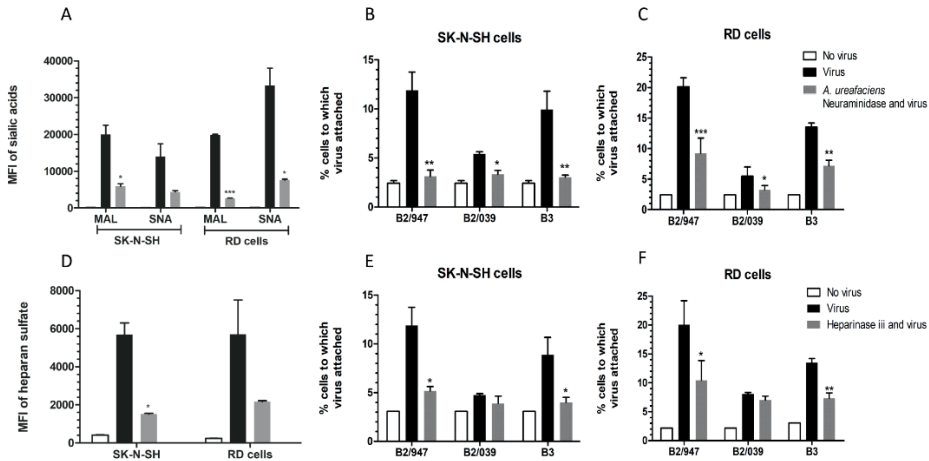 A
MFI of sialic acids
40000
30000
20000
10000
0
*
***
*
MAL
SNA
MAL
SNA
SK-N-SH
RD cells
B
SK-N-SH cells
% cells to which
virus attached
15
10
5
0
**
*
**
B2/947
B2/039
B3
C
RD cells
% cells to which
virus attached
25
20
15
10
5
0
***
*
**
B2/947
B2/039
B3
No virus
Virus
A. ureafaciens
Neuraminidase and virus
D
MFI of heparan sulfate
8000
6000
4000
2000
0
*
SK-N-SH
RD cells
E
SK-N-SH cells
% cells to which
virus attached
15
10
5
0
*
*
B2/947
B2/039
B3
F
RD cells
% cells to which
virus attached
25
20
15
10
5
0
*
**
B2/947
B2/039
B3
No virus
Virus
Heparinase iii and virus